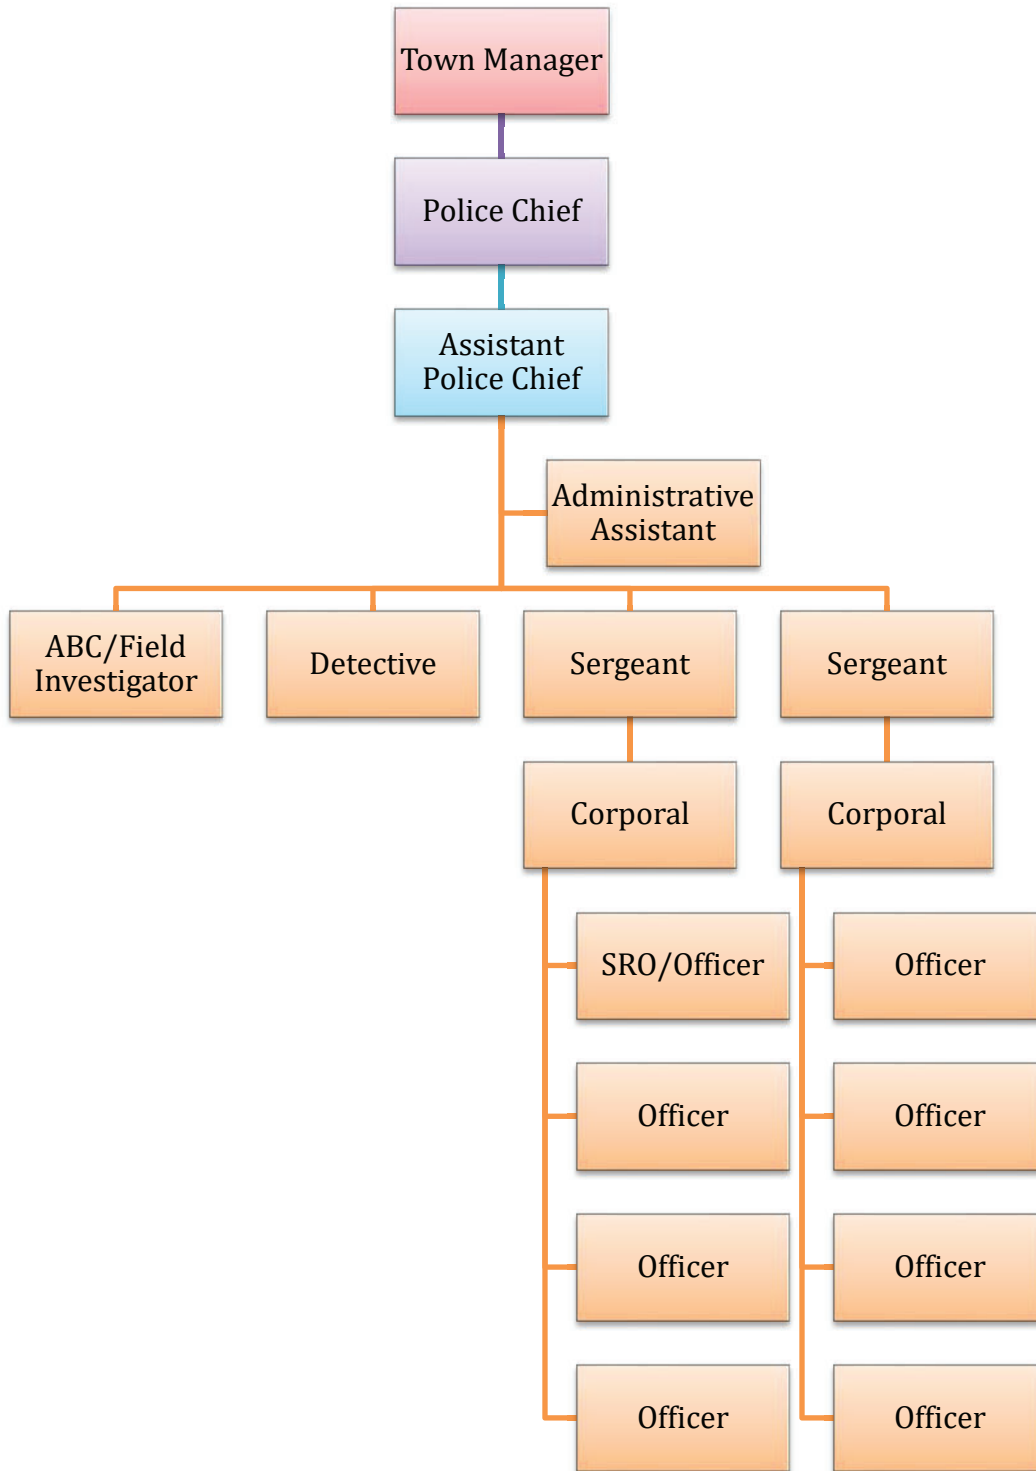 Town Manager
Police Chief
Assistant
Police Chief
Administrative
Assistant
ABC/Field
Investigator
Detective
Sergeant
Sergeant
Corporal
Corporal
SRO/Officer
Officer
Officer
Officer
Officer
Officer
Officer
Officer